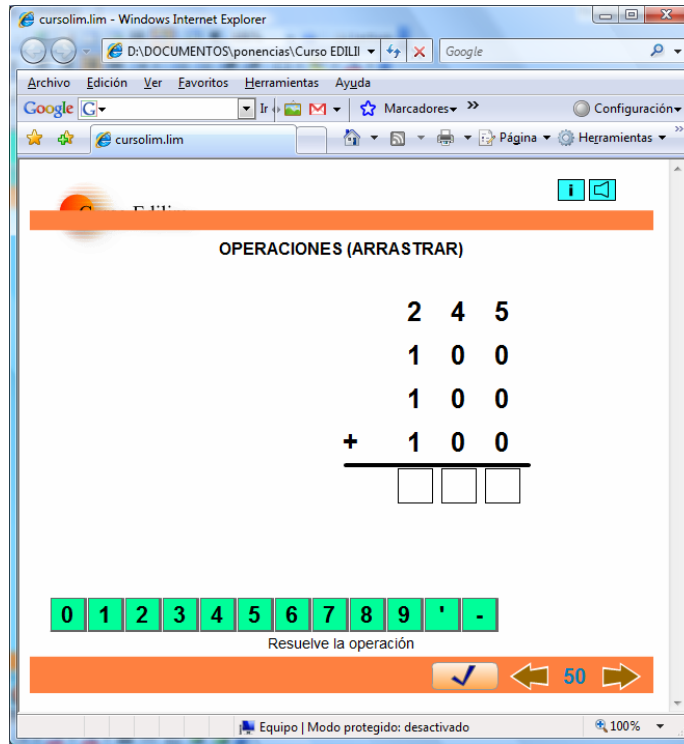 cursolim.lim - Windows Internet Explorer
D:\DOCUMENTOS\ponencias\Curso EDILI
Google
Archivo Edición Ver Favoritos Herramientas Ayuda
Google G Ir Marcadores » Configuración
cursolim.lim Página Herramientas »
i
OPERACIONES (ARRASTRAR)
2 4 5
1 0 0
1 0 0
+ 1 0 0
0 1 2 3 4 5 6 7 8 9 ' -
Resuelve la operación
50
Equipo | Modo protegido: desactivado 100%